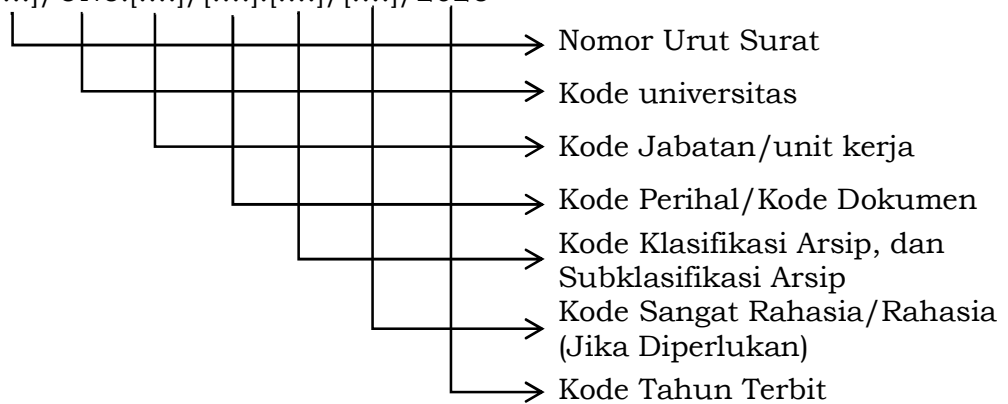 Nomor Urut Surat
Kode universitas
Kode Jabatan/unit kerja
Kode Perihal/Kode Dokumen
Kode Klasifikasi Arsip, dan
Subklasifikasi Arsip
Kode Sangat Rahasia/Rahasia
(Jika Diperlukan)
Kode Tahun Terbit